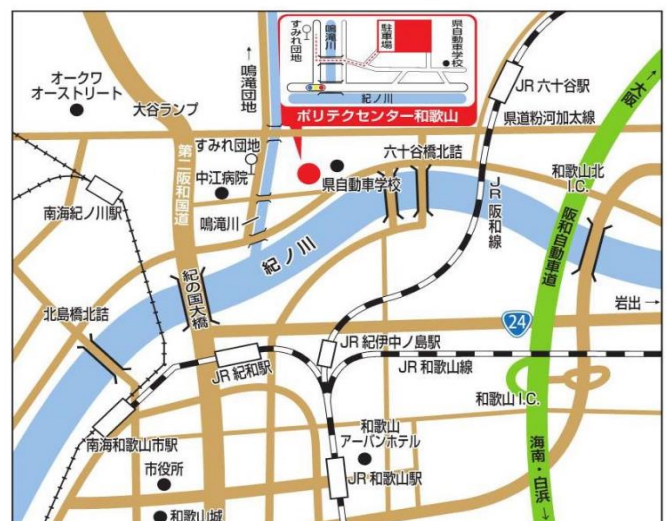 すみれ団地
鳴滝川
駐車場
県自動車学校
紀ノ川
ポリテクセンター和歌山
←鳴滝団地
オークワ
オーストリート
大谷ランプ
第二阪和国道
すみれ団地
中江病院
鳴滝川
県自動車学校
六十谷橋北詰
JR 六十谷駅
県道粉河加太線
JR 阪和線
←大阪
和歌山北
I.C.
阪和自動車道
南海紀ノ川駅
紀ノ川
紀の国大橋
北島橋北詰
岩出→
24
JR 紀伊中ノ島駅
JR 紀和駅
JR 和歌山線
和歌山 I.C.
南海和歌山市駅
和歌山
アーバンホテル
市役所
JR 和歌山駅
海南・白浜→
和歌山城